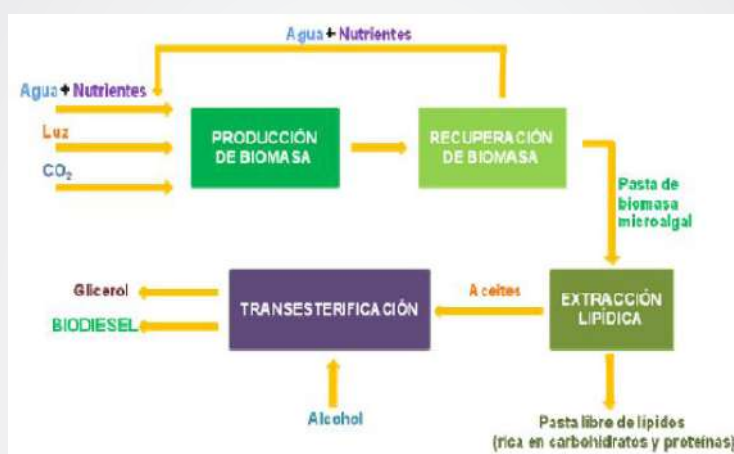 Agua + Nutrientes
Agua + Nutrientes
Luz
CO₂
PRODUCCIÓN
DE BIOMASA
RECUPERACIÓN
DE BIOMASA
Pasta de
biomasa
microalgal
Glicerol
BIODIESEL
TRANSESTERIFICACIÓN
Aceites
EXTRACCIÓN
LIPÍDICA
Alcohol
Pasta libre de lípidos
(rica en carbohidratos y proteínas)